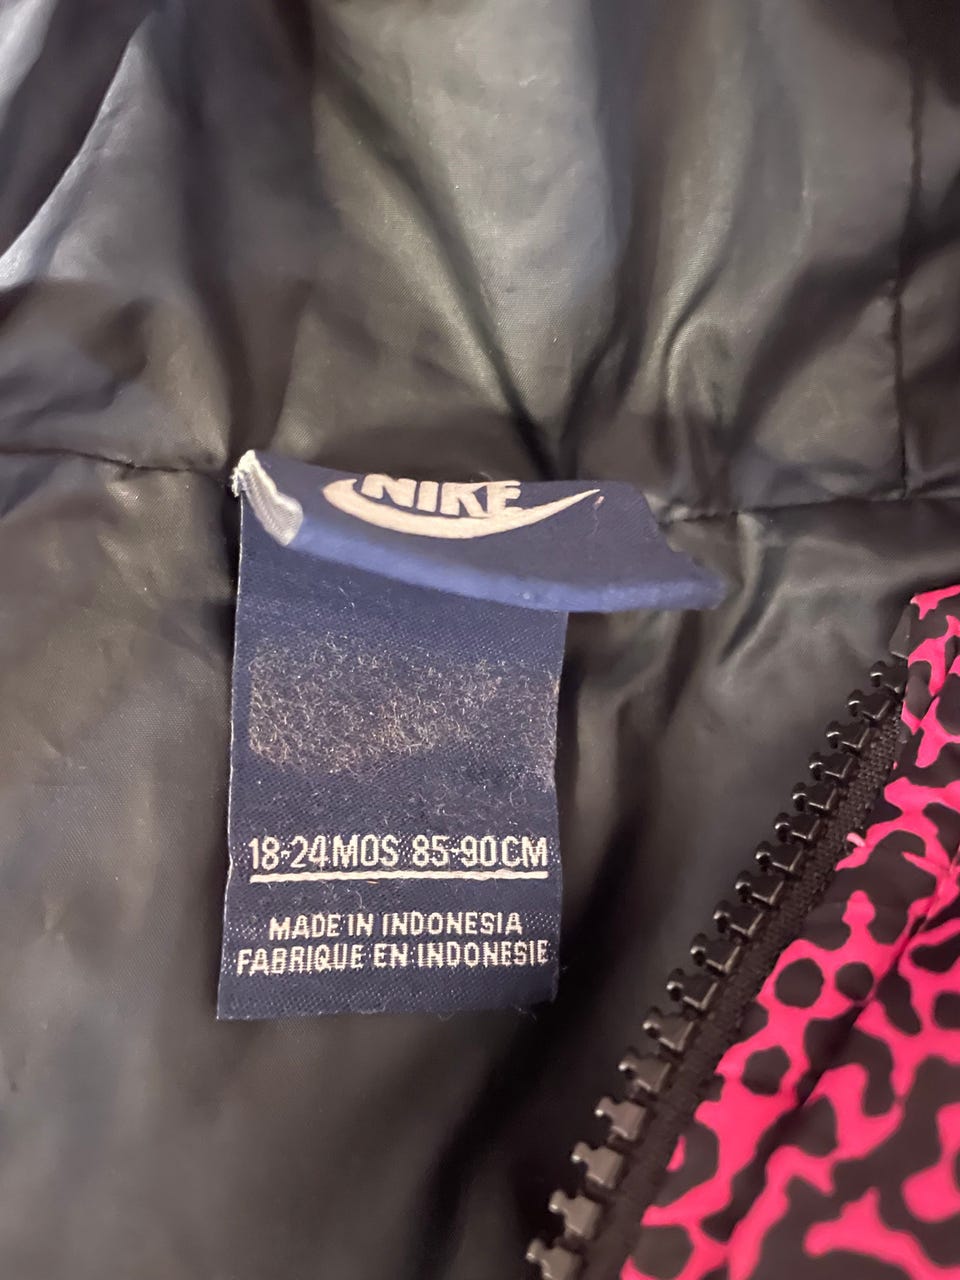 NIKE
18-24MOS 85-90CM
MADE IN INDONESIA
FABRIQUE EN INDONESIE